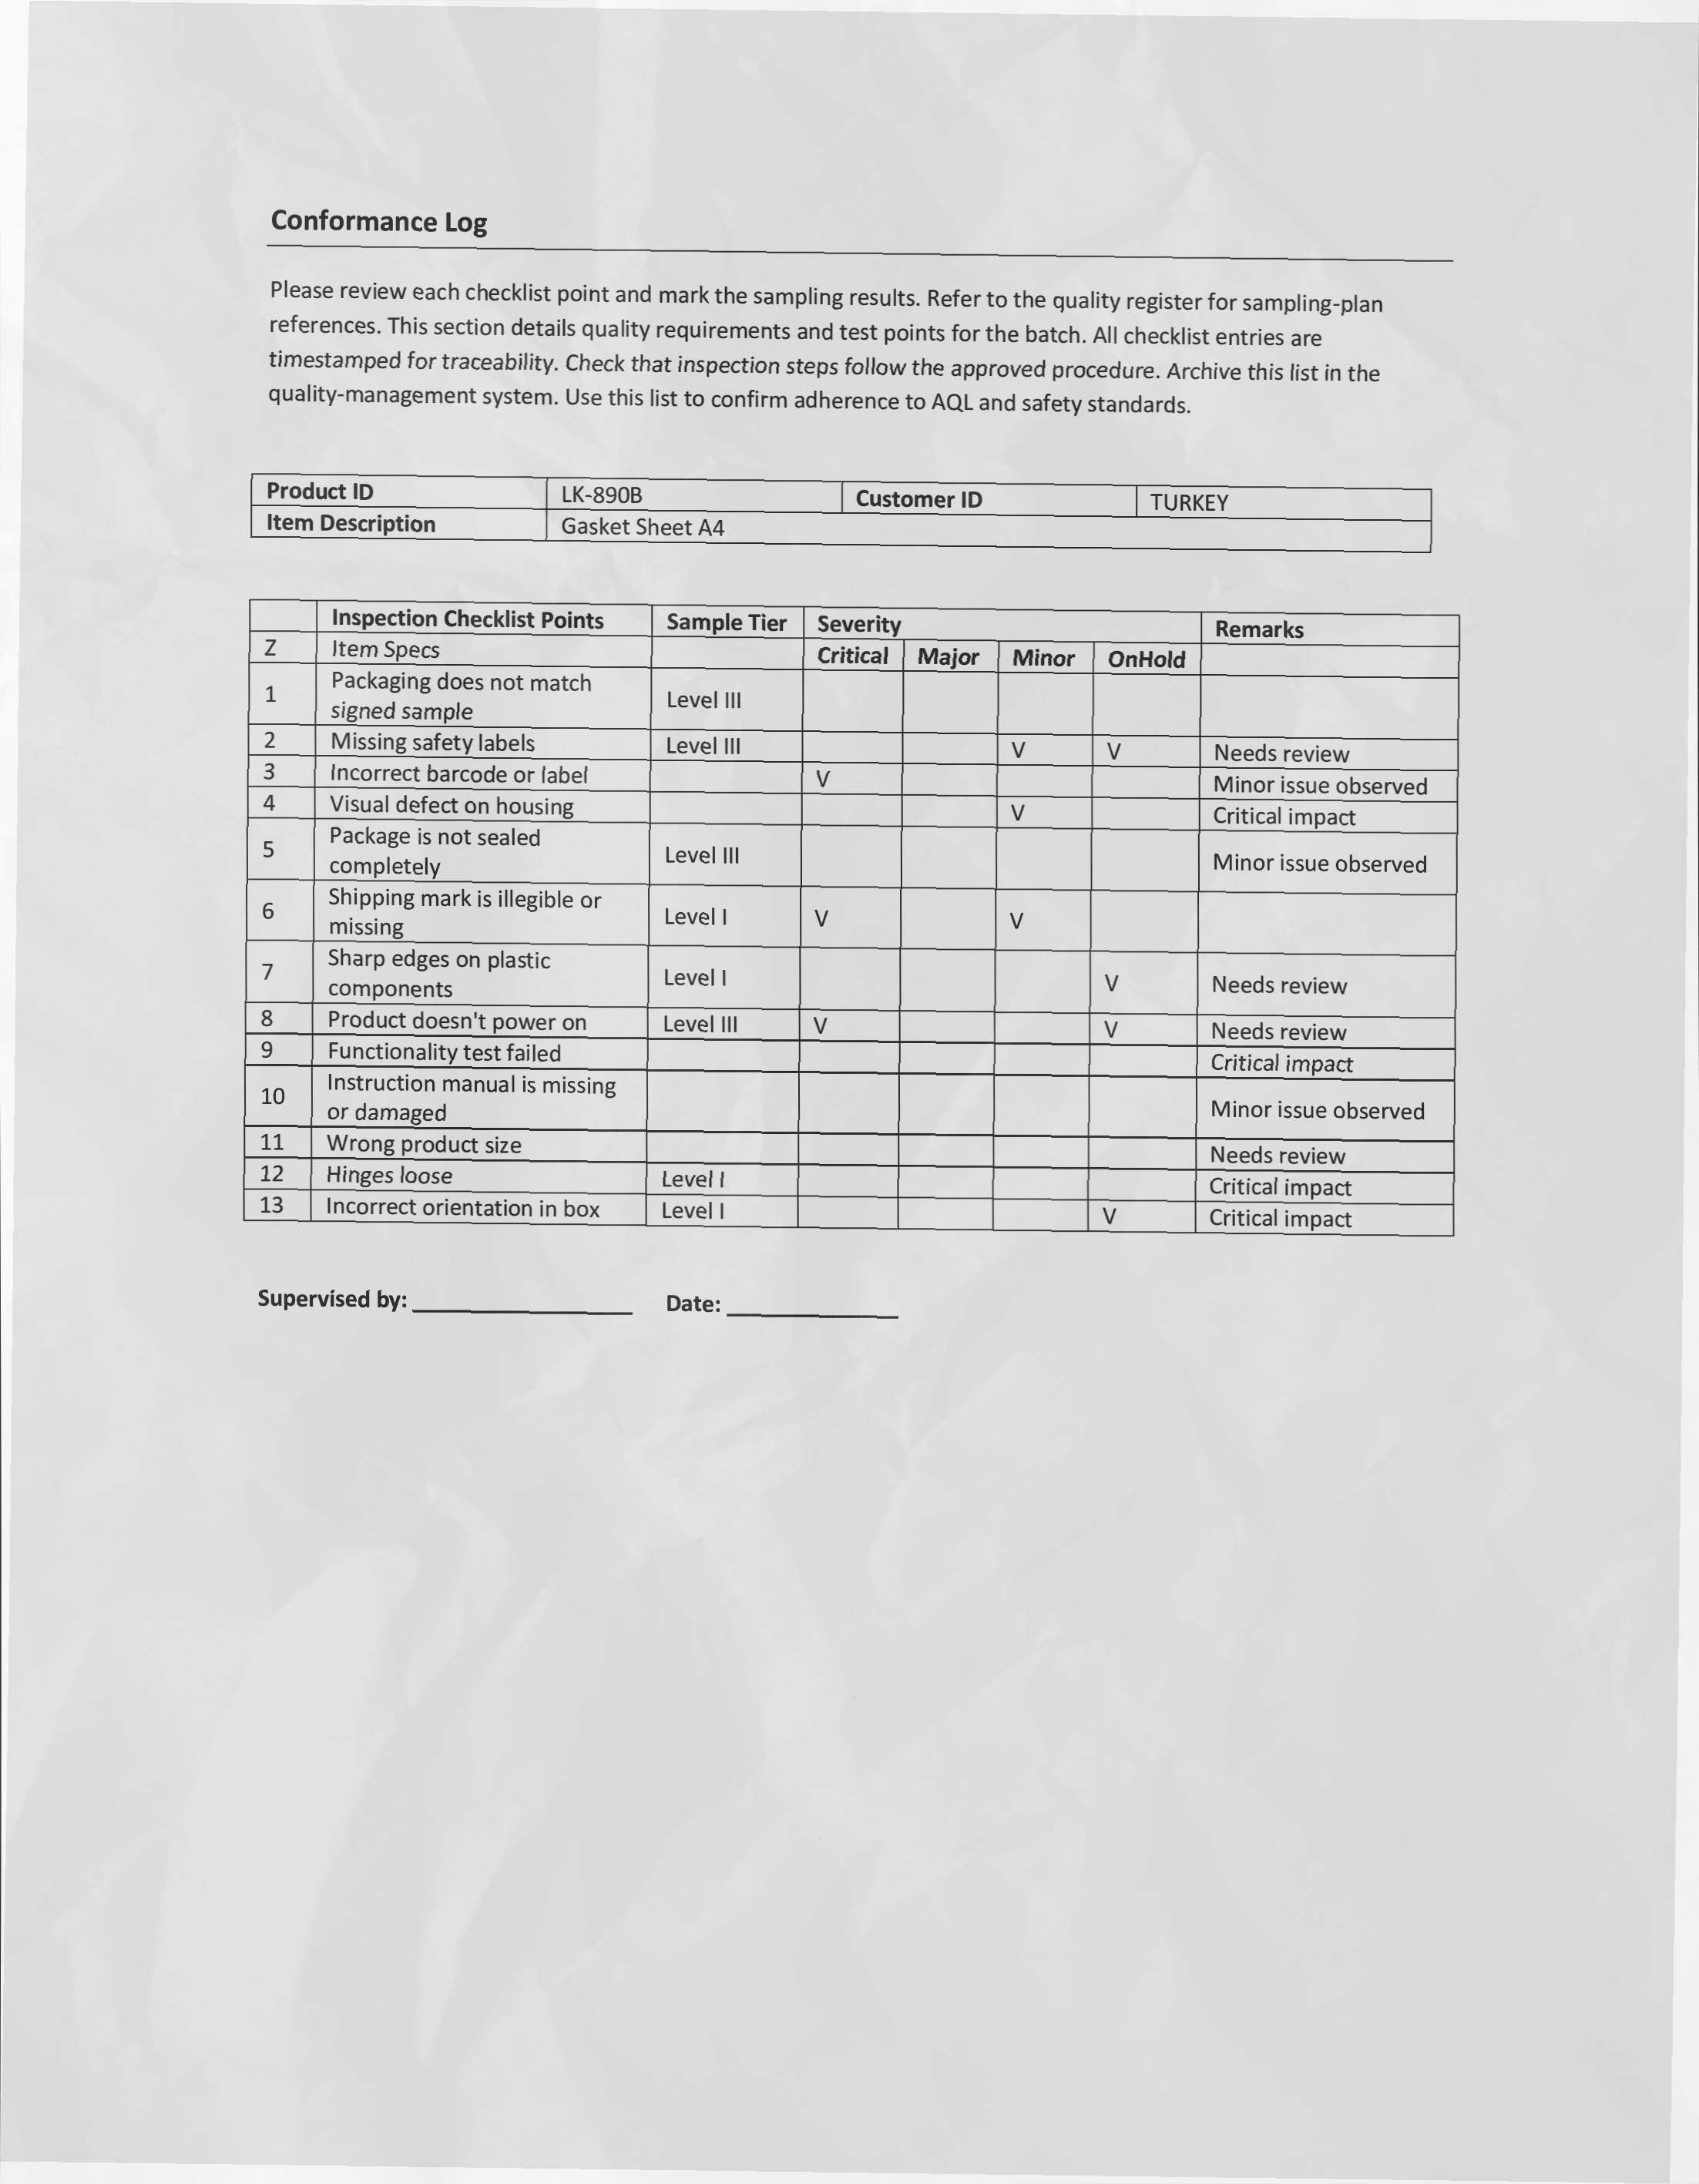 Conformance Log
Please review each checklist point and mark the sampling results. Refer to the quality register for sampling-plan
references. This section details quality requirements and test points for the batch. All checklist entries are
timestamped for traceability. Check that inspection steps follow the approved procedure. Archive this list in the
quality-management system. Use this list to confirm adherence to AQL and safety standards.
Product ID LK-890B Customer ID TURKEY
Item Description Gasket Sheet A4
Inspection Checklist Points Sample Tier Severity Remarks
Z Item Specs Critical Major Minor OnHold
1 Packaging does not match
signed sample Level III
2 Missing safety labels Level III V V Needs review
3 Incorrect barcode or label V Minor issue observed
4 Visual defect on housing V Critical impact
5 Package is not sealed
completely Level III Minor issue observed
6 Shipping mark is illegible or
missing Level I V V
7 Sharp edges on plastic
components Level I V Needs review
8 Product doesn't power on Level III V V Needs review
9 Functionality test failed Critical impact
10 Instruction manual is missing
or damaged Minor issue observed
11 Wrong product size Needs review
12 Hinges loose Level I Critical impact
13 Incorrect orientation in box Level I V Critical impact
Supervised by: Date: